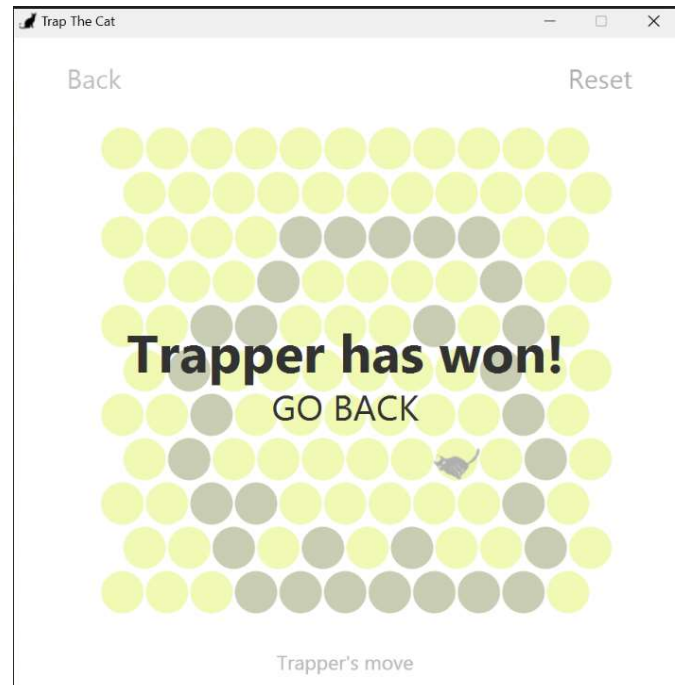 Trap The Cat
Back
Reset
Trapper has won!
GO BACK
Trapper's move